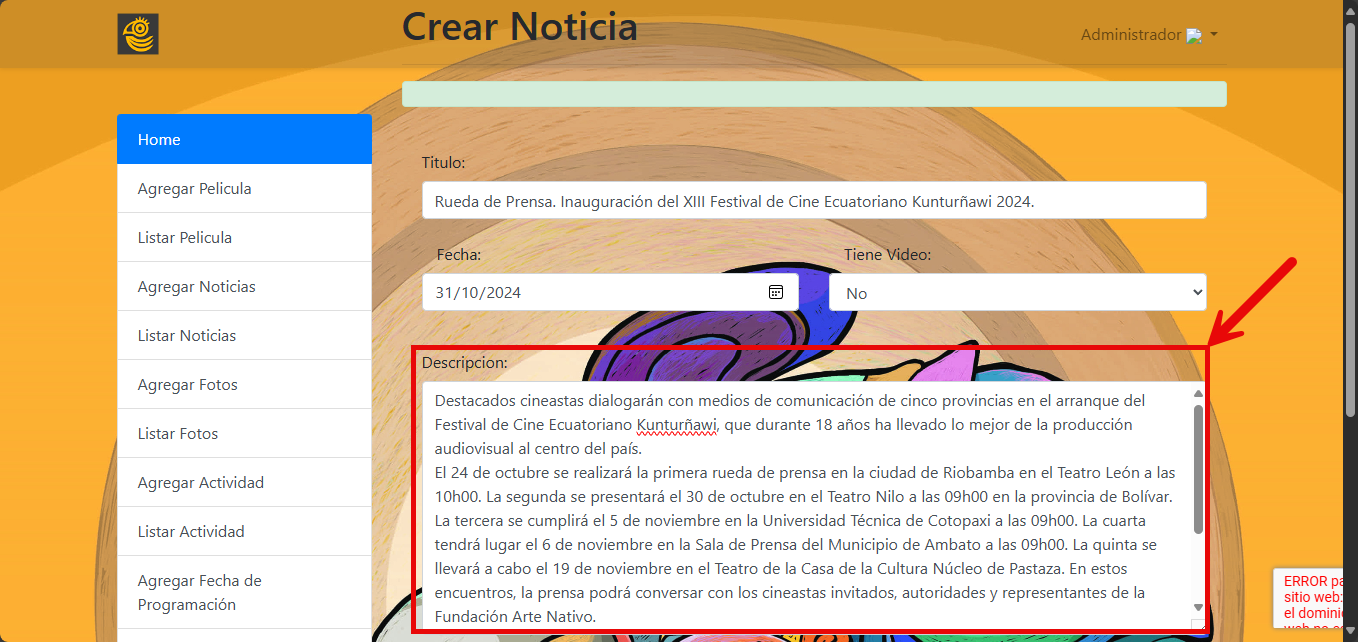 Crear Noticia
Administrador
Home
Agregar Pelicula
Listar Pelicula
Agregar Noticias
Listar Noticias
Agregar Fotos
Listar Fotos
Agregar Actividad
Listar Actividad
Agregar Fecha de
Programación
Titulo:
Rueda de Prensa. Inauguración del XIII Festival de Cine Ecuatoriano Kunturñawi 2024.
Fecha:
Tiene Video:
31/10/2024
No
Descripcion:
Destacados cineastas dialogarán con medios de comunicación de cinco provincias en el arranque del
Festival de Cine Ecuatoriano Kunturñawi, que durante 18 años ha llevado lo mejor de la producción
audiovisual al centro del país.
El 24 de octubre se realizará la primera rueda de prensa en la ciudad de Riobamba en el Teatro León a las
10h00. La segunda se presentará el 30 de octubre en el Teatro Nilo a las 09h00 en la provincia de Bolívar.
La tercera se cumplirá el 5 de noviembre en la Universidad Técnica de Cotopaxi a las 09h00. La cuarta
tendrá lugar el 6 de noviembre en la Sala de Prensa del Municipio de Ambato a las 09h00. La quinta se
llevará a cabo el 19 de noviembre en el Teatro de la Casa de la Cultura Núcleo de Pastaza. En estos
encuentros, la prensa podrá conversar con los cineastas invitados, autoridades y representantes de la
Fundación Arte Nativo.
ERROR pa
sitio web:
el dominio